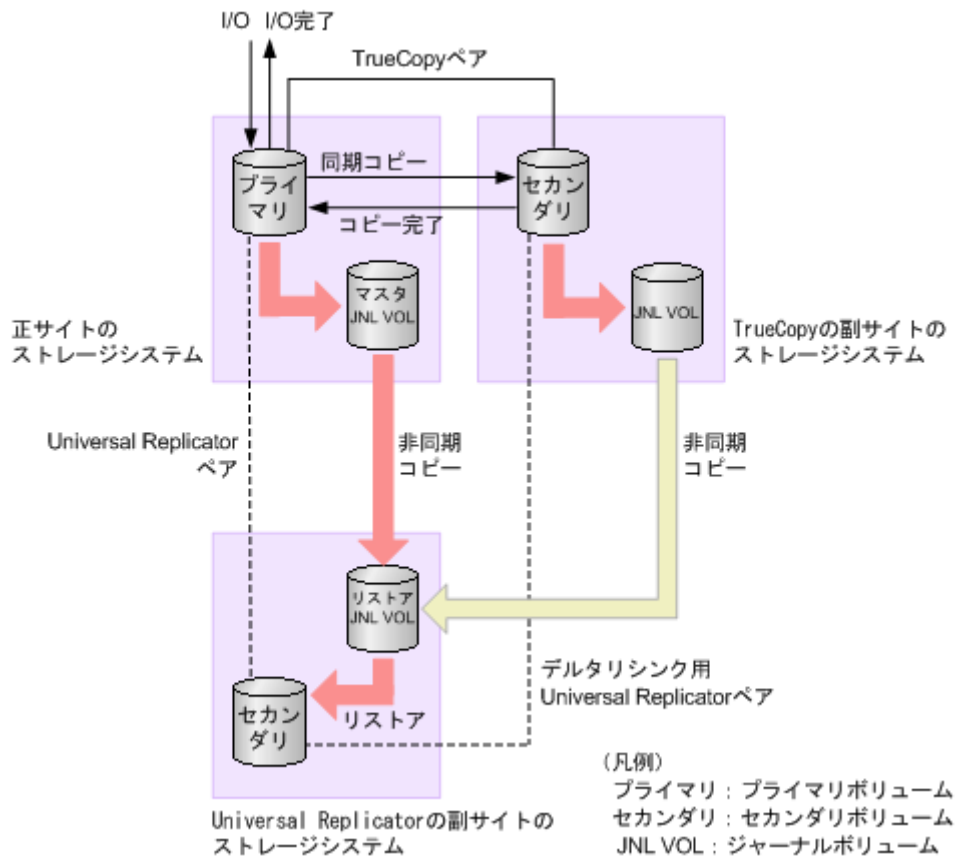 I/O I/O完了
TrueCopyペア
プライ
マリ
同期コピー
コピー完了
セカン
ダリ
マスタ
JNL VOL
JNL VOL
正サイトの
ストレージシステム
TrueCopyの副サイトの
ストレージシステム
Universal Replicator
ペア
非同期
コピー
非同期
コピー
リストア
JNL VOL
デルタリシンク用
Universal Replicatorペア
セカン
ダリ
リストア
Universal Replicatorの副サイトの
ストレージシステム
（凡例）
プライマリ：プライマリボリューム
セカンダリ：セカンダリボリューム
JNL VOL：ジャーナルボリューム